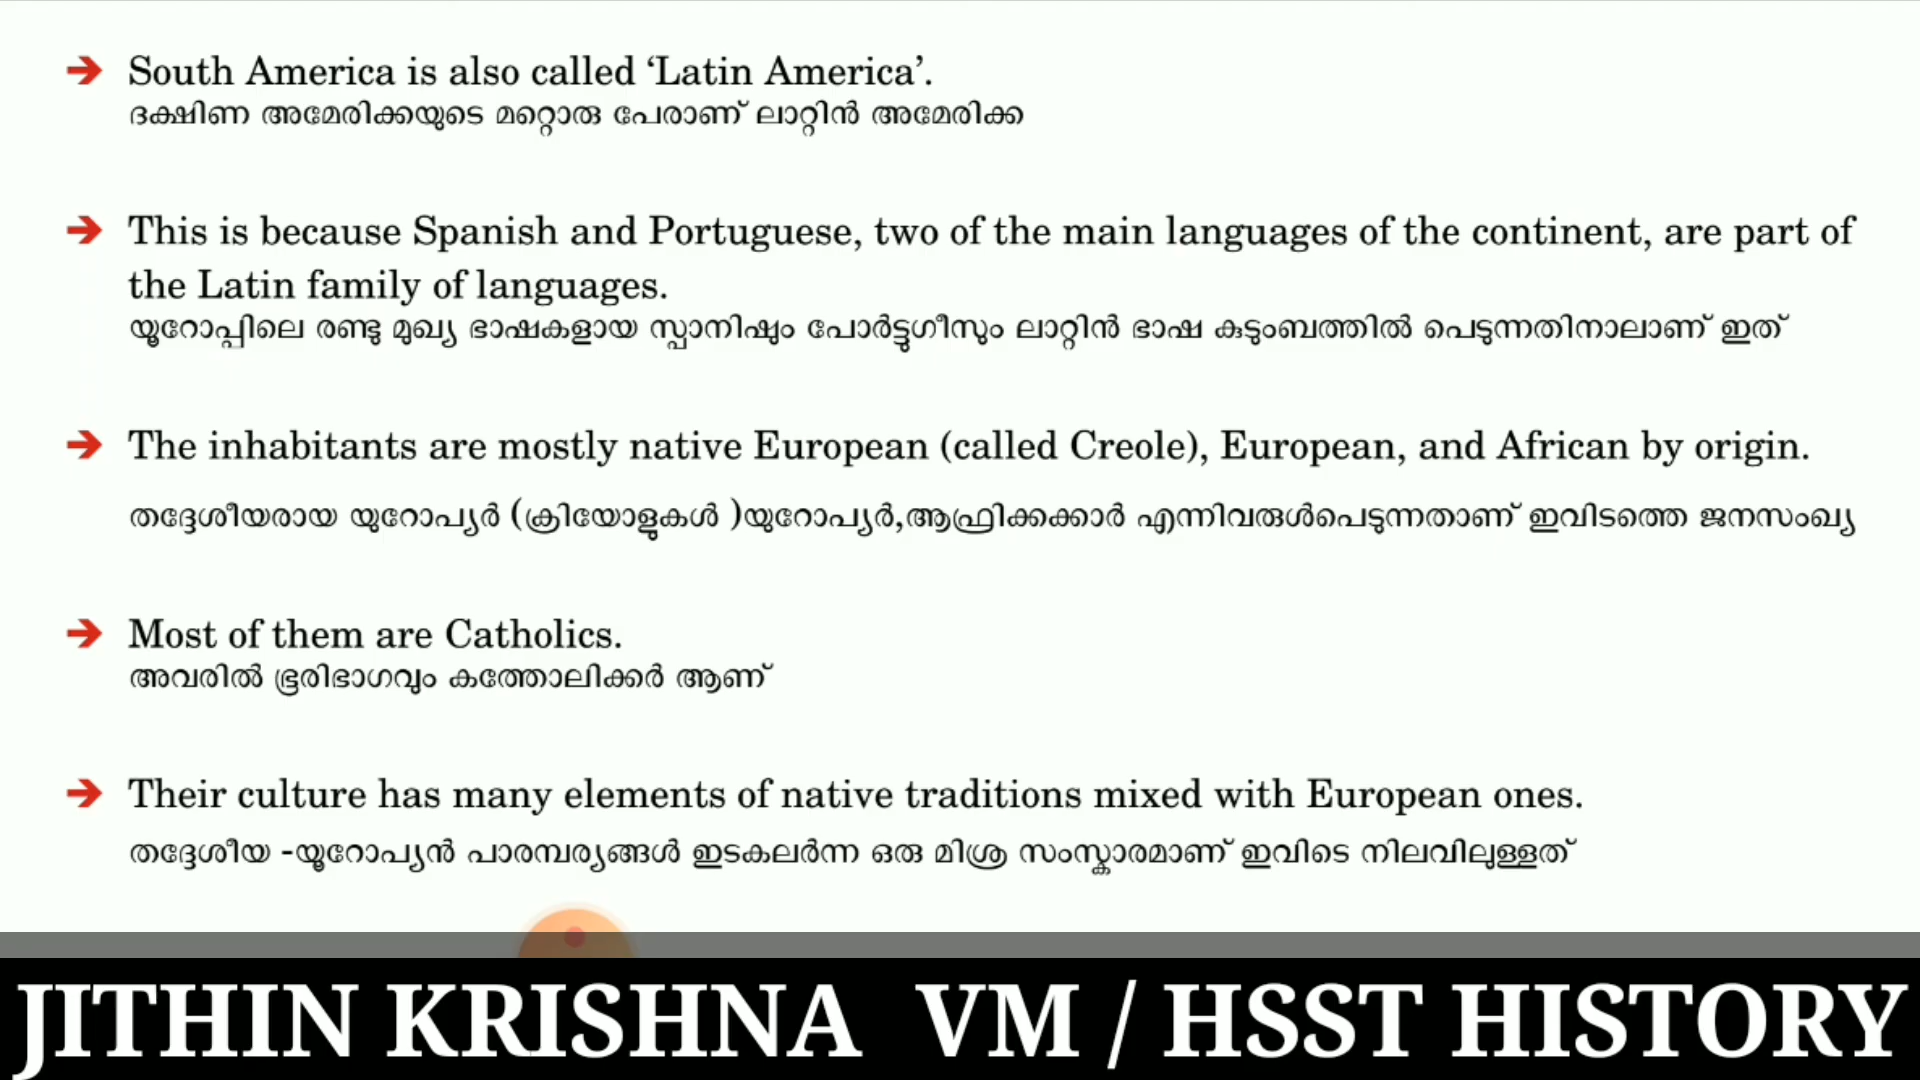 South America is also called ‘Latin America’.
ദക്ഷിണ അമേരിക്കയുടെ മറ്റൊരു പേരാണ് ലാറ്റിൻ അമേരിക്ക
This is because Spanish and Portuguese, two of the main languages of the continent, are part of
the Latin family of languages.
യൂറോപ്പിലെ രണ്ടു മുഖ്യ ഭാഷകളായ സ്പാനിഷും പോർട്ടുഗീസും ലാറ്റിൻ ഭാഷ കുടുംബത്തിൽ പെടുന്നതിനാലാണ് ഇത്
The inhabitants are mostly native European (called Creole), European, and African by origin.
തദ്ദേശീയരായ യുറോപ്യർ (ക്രിയോളുകൾ )യുറോപ്യർ,ആഫ്രിക്കക്കാർ എന്നിവരുൾപെടുന്നതാണ് ഇവിടത്തെ ജനസംഖ്യ
Most of them are Catholics.
അവരിൽ ഭൂരിഭാഗവും കത്തോലിക്കർ ആണ്
Their culture has many elements of native traditions mixed with European ones.
തദ്ദേശീയ -യൂറോപ്യൻ പാരമ്പര്യങ്ങൾ ഇടകലർന്ന ഒരു മിശ്ര സംസ്കാരമാണ് ഇവിടെ നിലവിലുള്ളത്
JITHIN KRISHNA VM / HSST HISTORY